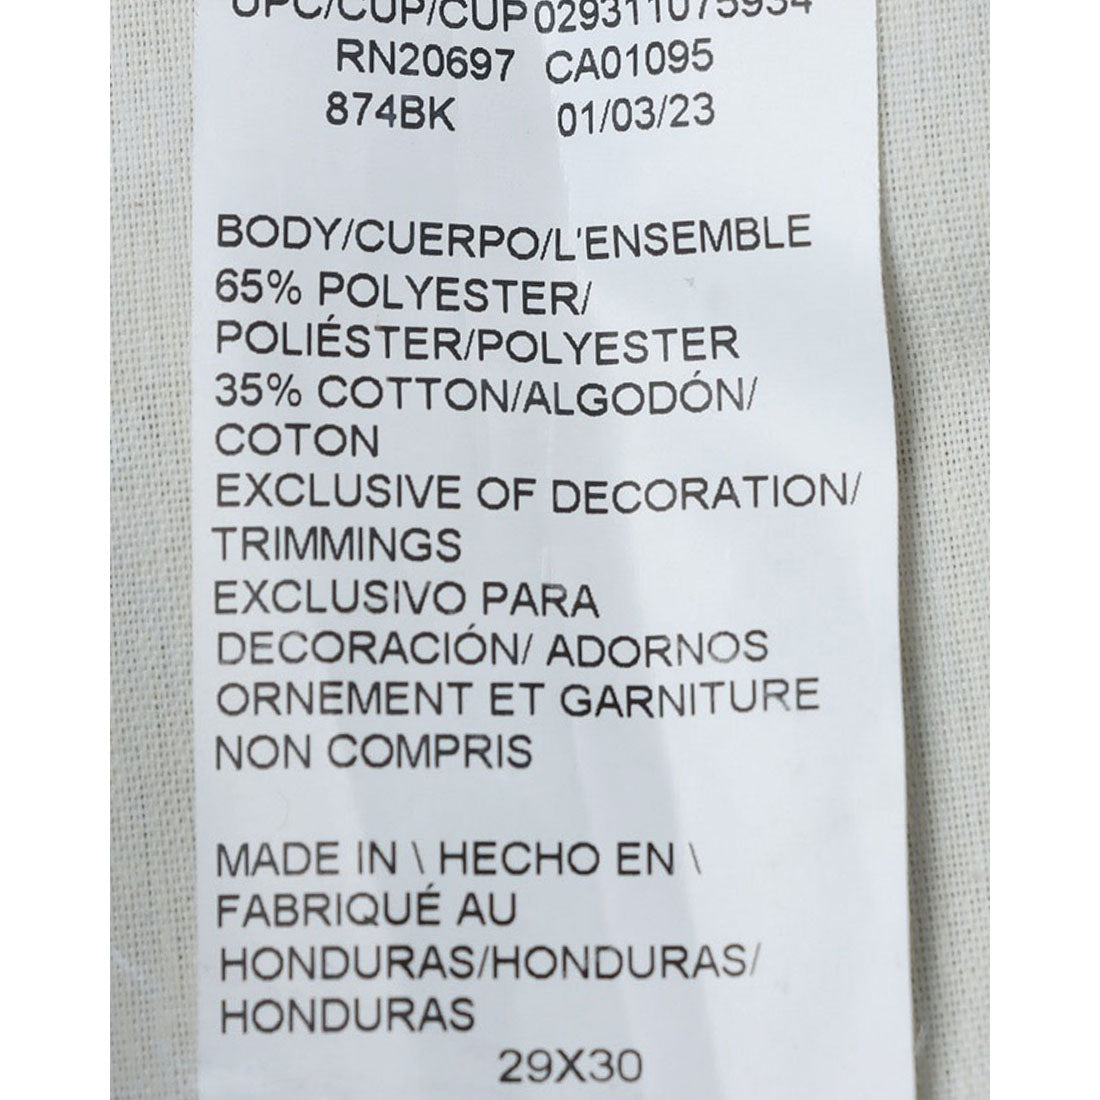 UPC/CUP/CUP 029311075934
RN20697 CA01095
874BK 01/03/23
BODY/CUERPO/L'ENSEMBLE
65% POLYESTER/
POLIÉSTER/POLYESTER
35% COTTON/ALGODÓN/
COTON
EXCLUSIVE OF DECORATION/
TRIMMINGS
EXCLUSIVO PARA
DECORACIÓN/ ADORNOS
ORNEMENT ET GARNITURE
NON COMPRIS
MADE IN \ HECHO EN \
FABRIQUÉ AU
HONDURAS/HONDURAS/
HONDURAS
29X30